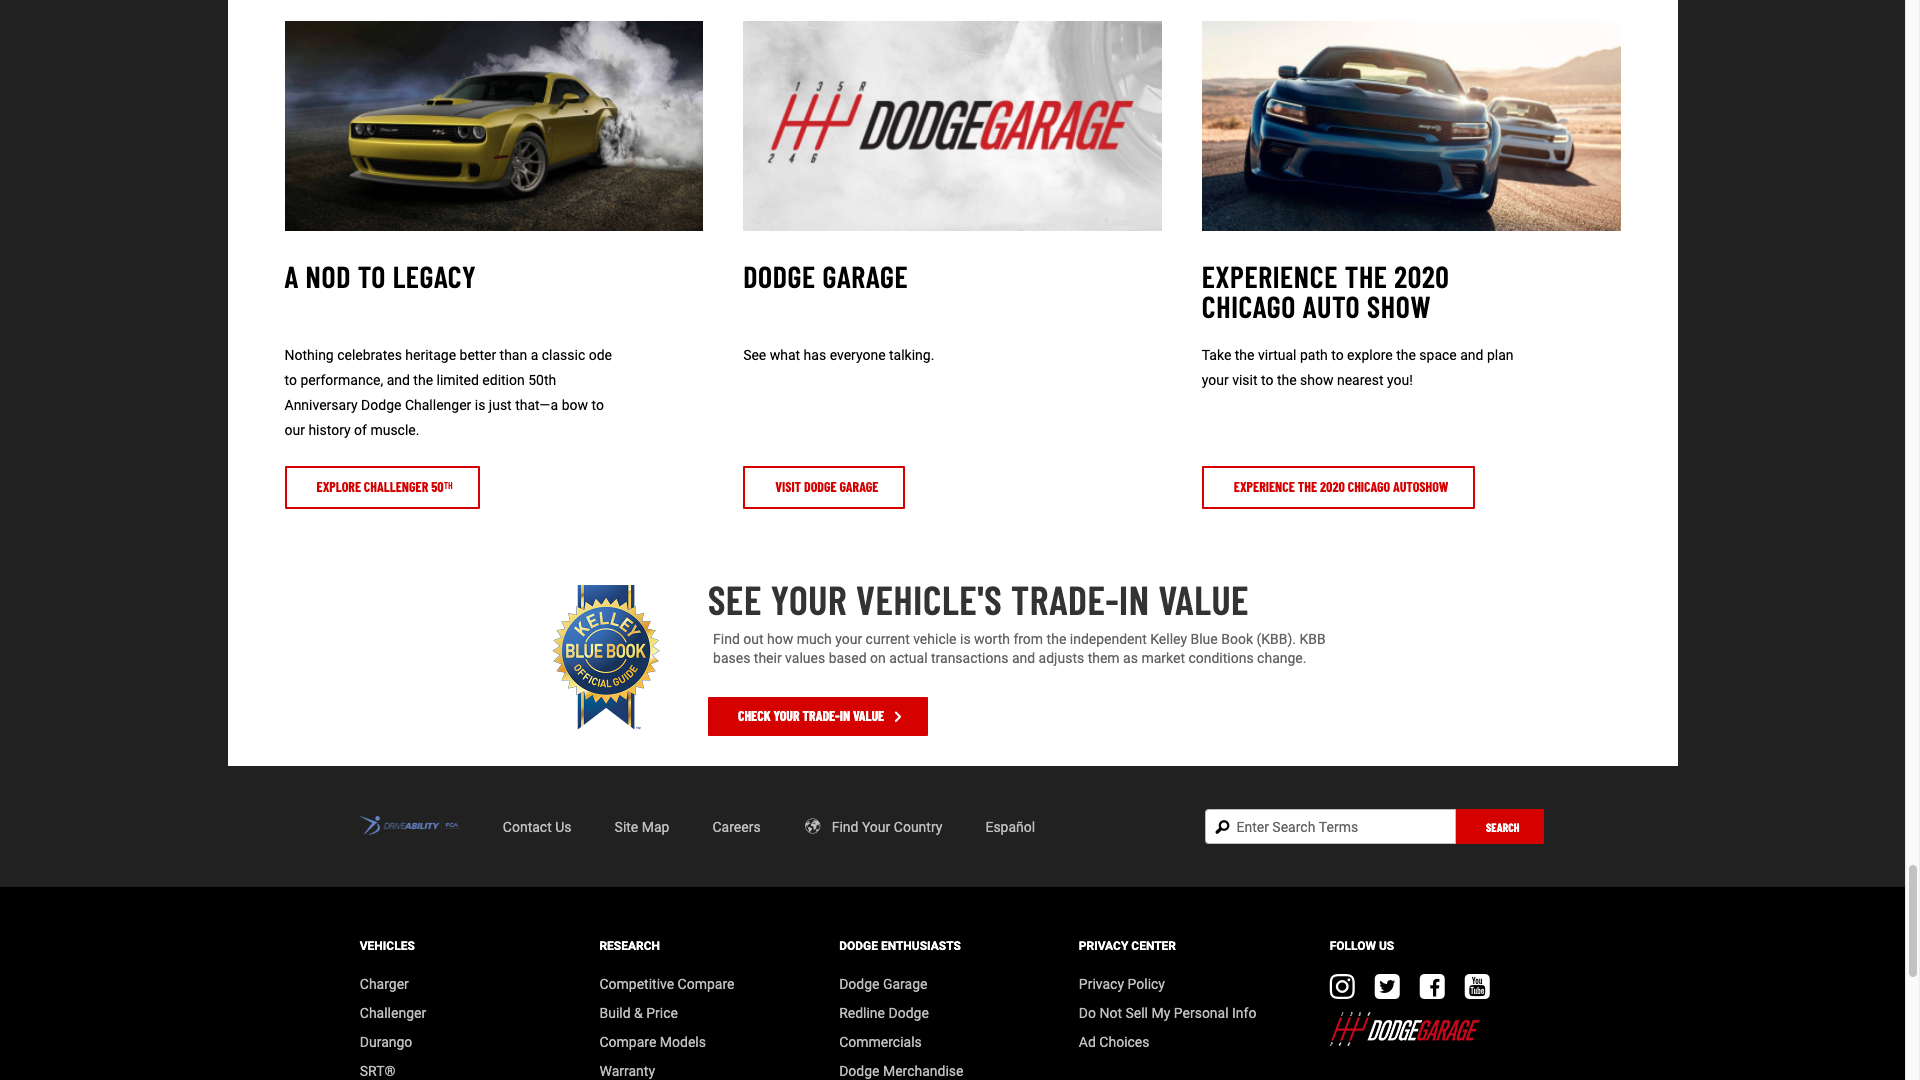 1 3 5 R
DODGEGARAGE
2 4 6
A NOD TO LEGACY
Nothing celebrates heritage better than a classic ode
to performance, and the limited edition 50th
Anniversary Dodge Challenger is just that—a bow to
our history of muscle.
EXPLORE CHALLENGER 50TH
DODGE GARAGE
See what has everyone talking.
VISIT DODGE GARAGE
EXPERIENCE THE 2020
CHICAGO AUTO SHOW
Take the virtual path to explore the space and plan
your visit to the show nearest you!
EXPERIENCE THE 2020 CHICAGO AUTOSHOW
KELLEY
BLUE BOOK
OFFICIAL GUIDE
SEE YOUR VEHICLE'S TRADE-IN VALUE
Find out how much your current vehicle is worth from the independent Kelley Blue Book (KBB). KBB
bases their values based on actual transactions and adjusts them as market conditions change.
CHECK YOUR TRADE-IN VALUE
DRIVEABILITY FCA
Contact Us
Site Map
Careers
Find Your Country
Español
Enter Search Terms
SEARCH
VEHICLES
Charger
Challenger
Durango
SRT®
RESEARCH
Competitive Compare
Build & Price
Compare Models
Warranty
DODGE ENTHUSIASTS
Dodge Garage
Redline Dodge
Commercials
Dodge Merchandise
PRIVACY CENTER
Privacy Policy
Do Not Sell My Personal Info
Ad Choices
FOLLOW US
You
Tube
DODGEGARAGE